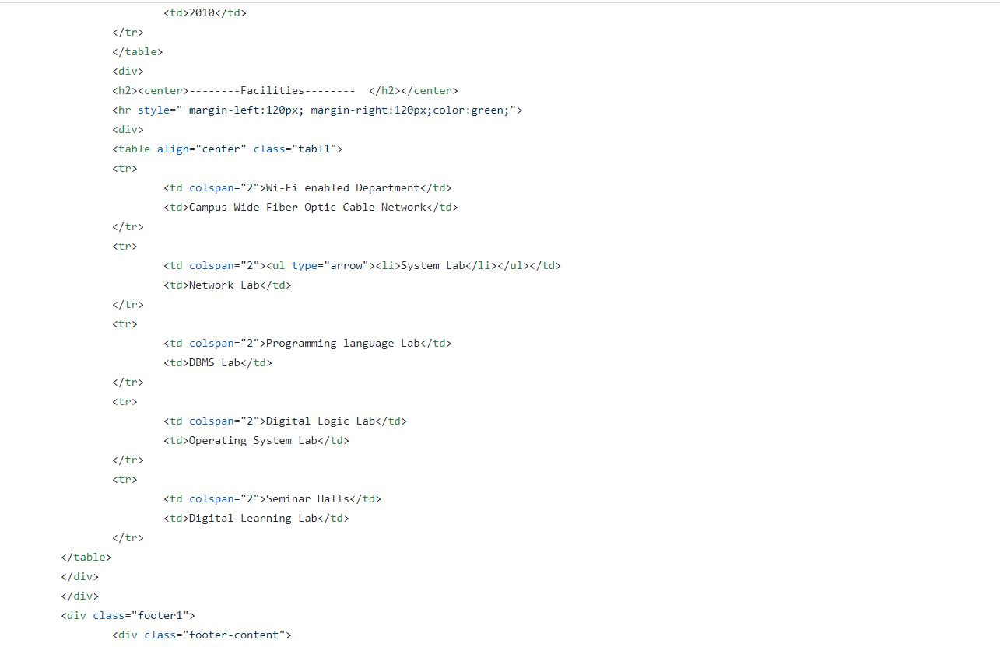 <td>2010</td>
</tr>
</table>
<div>
<h2><center>--------Facilities--------  </h2></center>
<hr style=" margin-left:120px; margin-right:120px;color:green;">
<div>
<table align="center" class="tabl1">
<tr>
<td colspan="2">Wi-Fi enabled Department</td>
<td>Campus Wide Fiber Optic Cable Network</td>
</tr>
<tr>
<td colspan="2"><ul type="arrow"><li>System Lab</li></ul></td>
<td>Network Lab</td>
</tr>
<tr>
<td colspan="2">Programming language Lab</td>
<td>DBMS Lab</td>
</tr>
<tr>
<td colspan="2">Digital Logic Lab</td>
<td>Operating System Lab</td>
</tr>
<tr>
<td colspan="2">Seminar Halls</td>
<td>Digital Learning Lab</td>
</tr>
</table>
</div>
</div>
<div class="footer1">
<div class="footer-content">